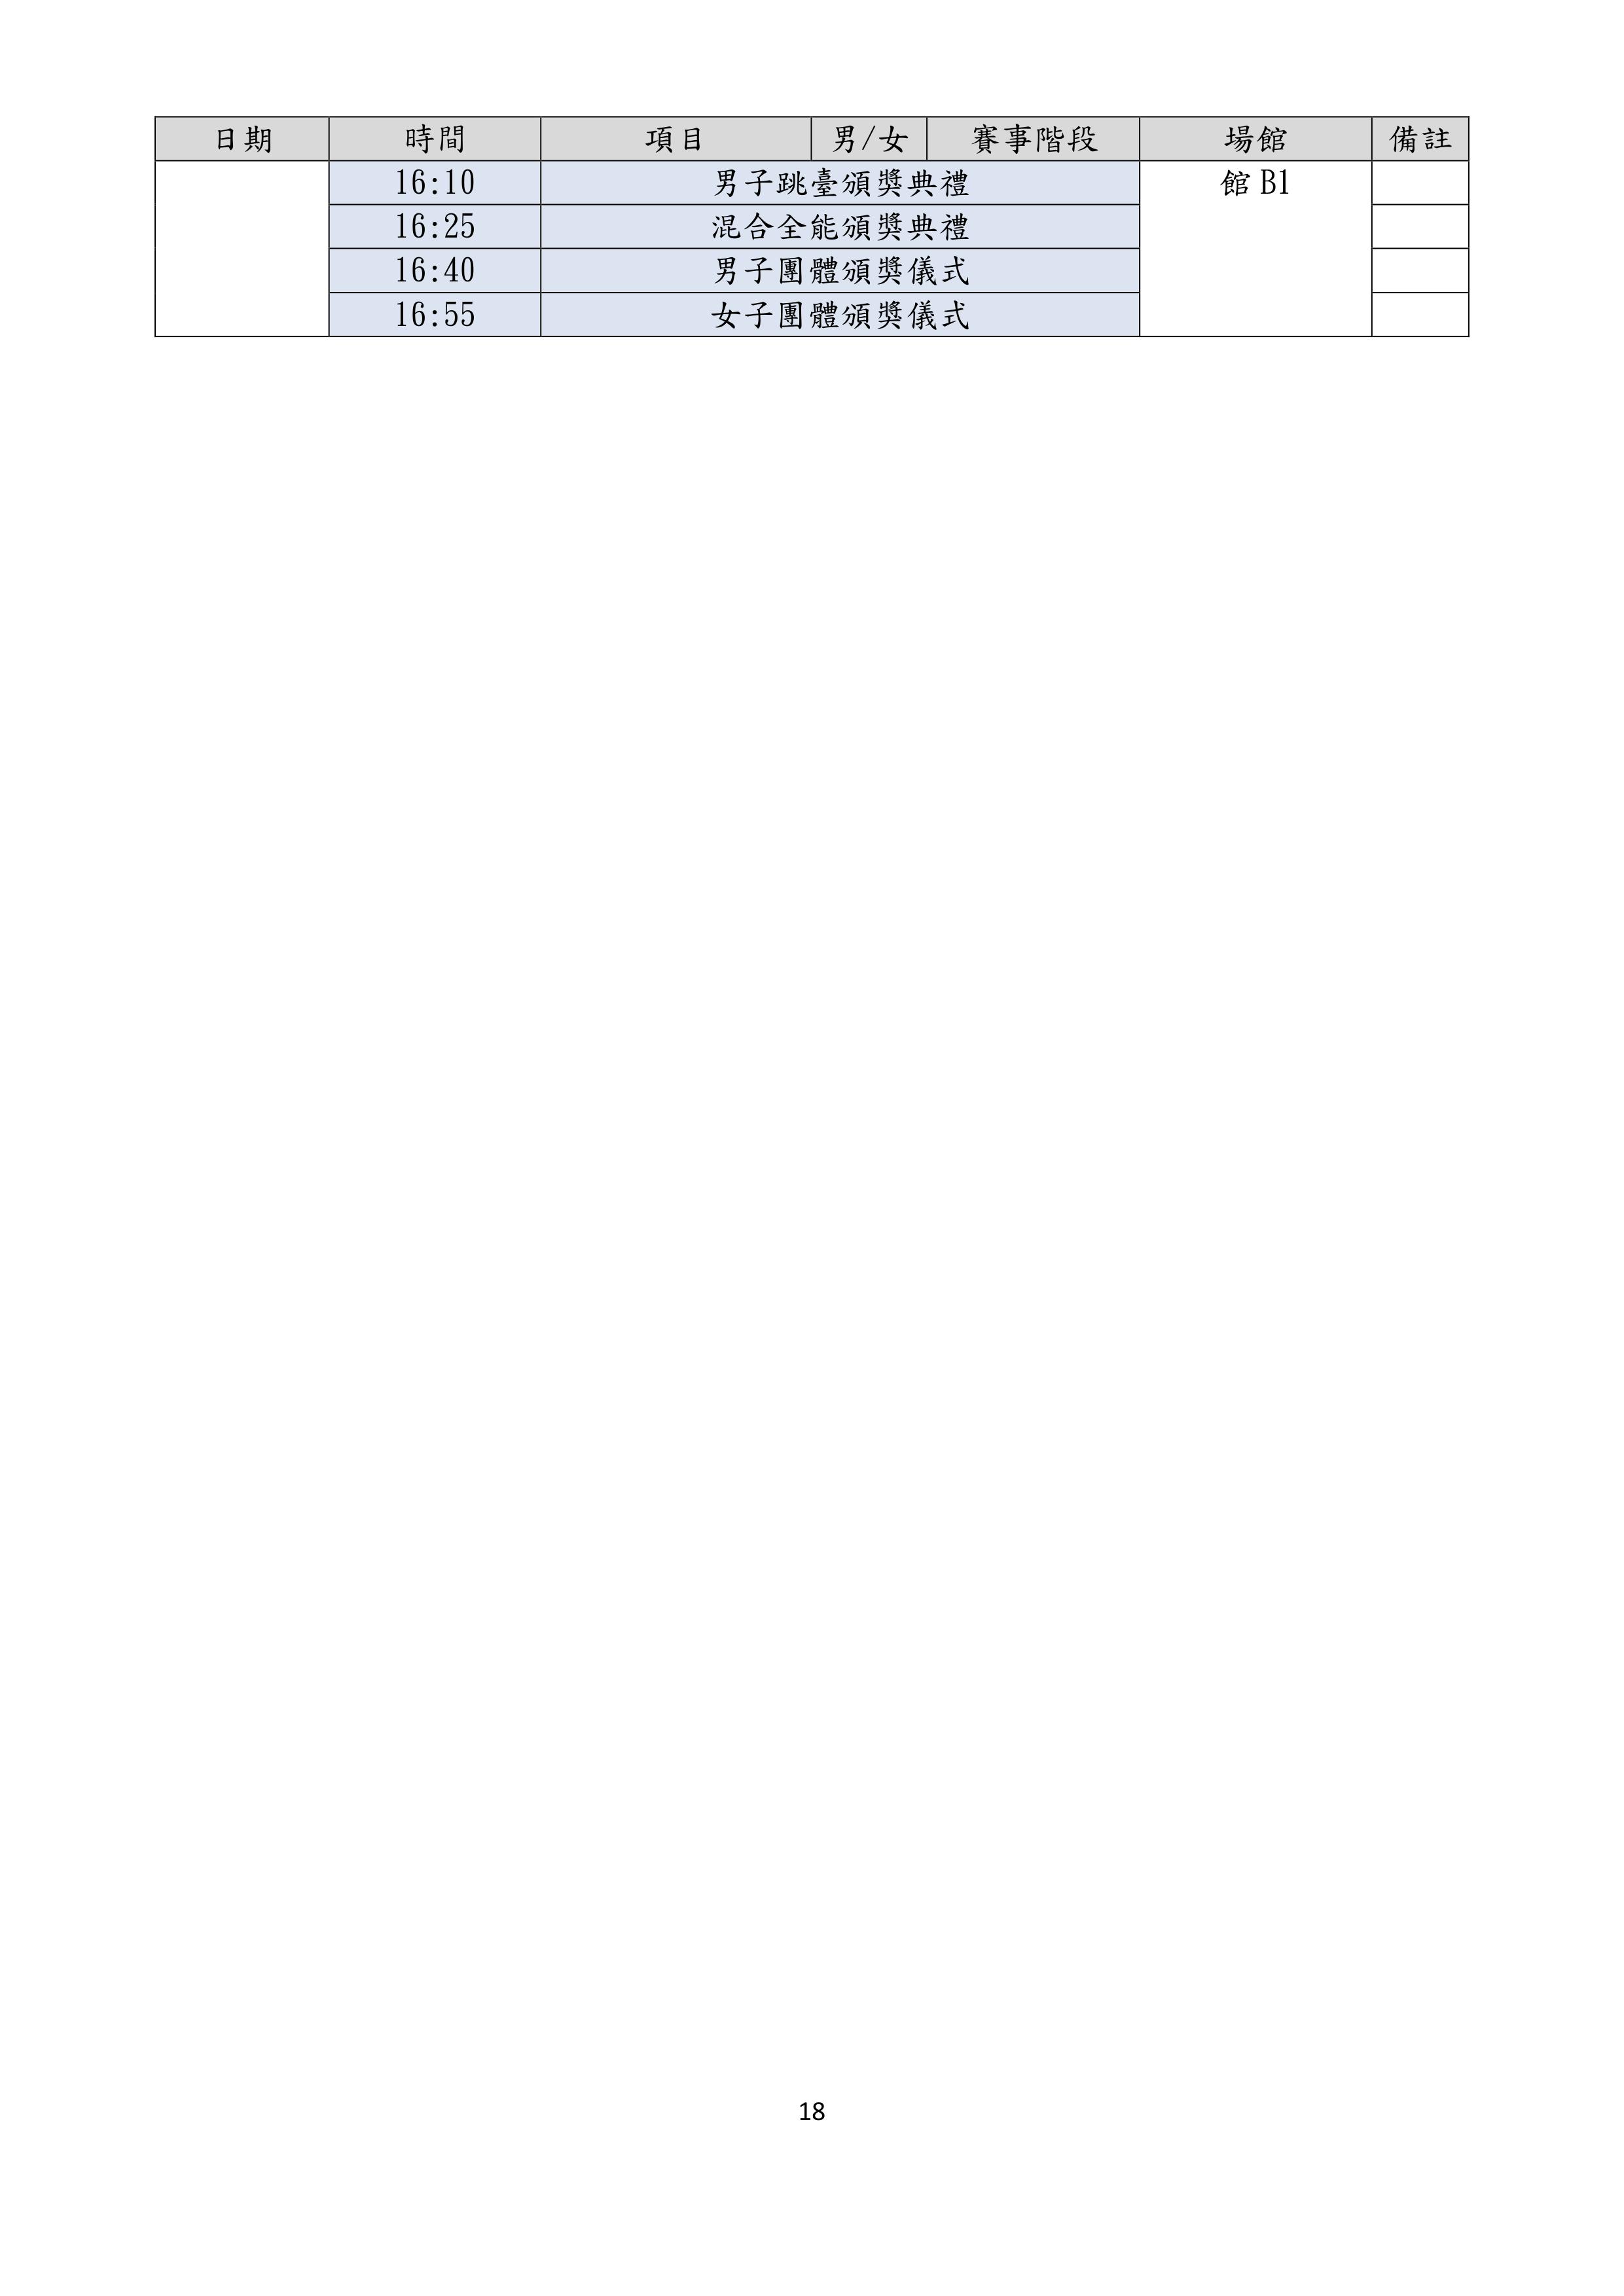 日期 時間 項目 男/女 賽事階段 場館 備註
16:10 男子跳臺頒獎典禮 館 B1
16:25 混合全能頒獎典禮
16:40 男子團體頒獎儀式
16:55 女子團體頒獎儀式
18